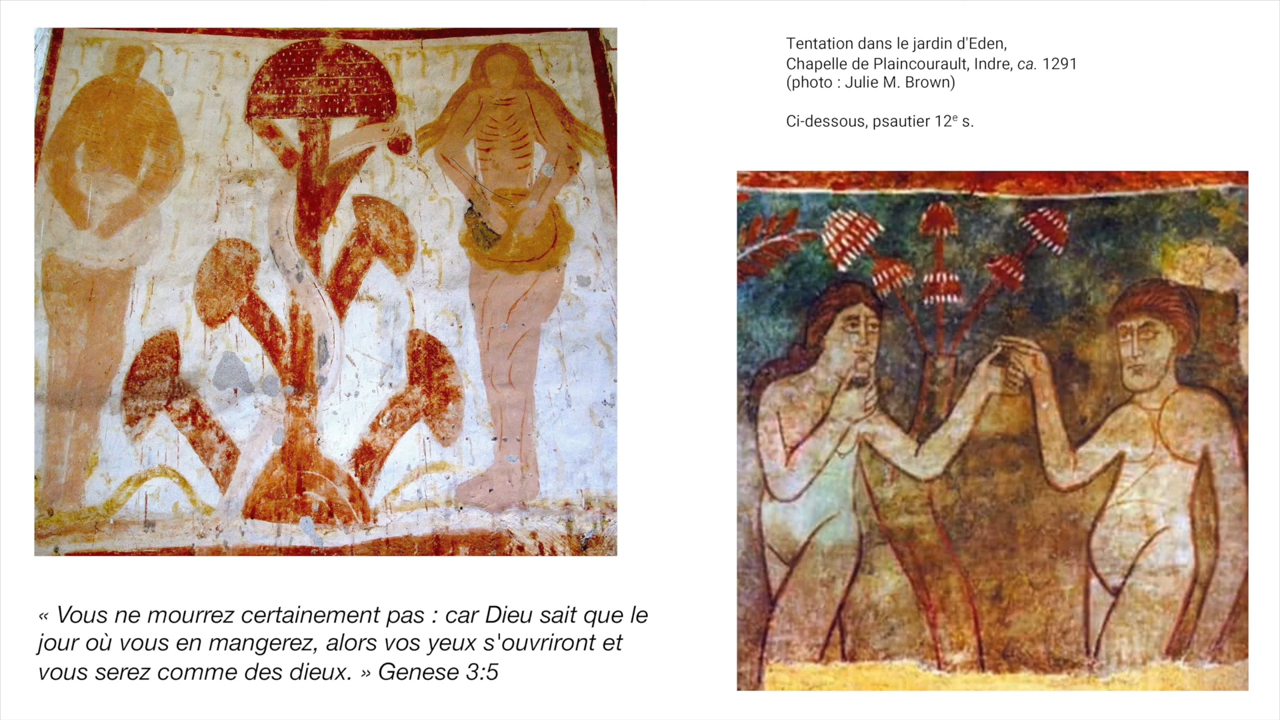 Tentation dans le jardin d'Eden,
Chapelle de Plaincourault, Indre, ca. 1291
(photo : Julie M. Brown)
Ci-dessous, psautier 12e s.
« Vous ne mourrez certainement pas : car Dieu sait que le
jour où vous en mangerez, alors vos yeux s'ouvriront et
vous serez comme des dieux. » Genese 3:5